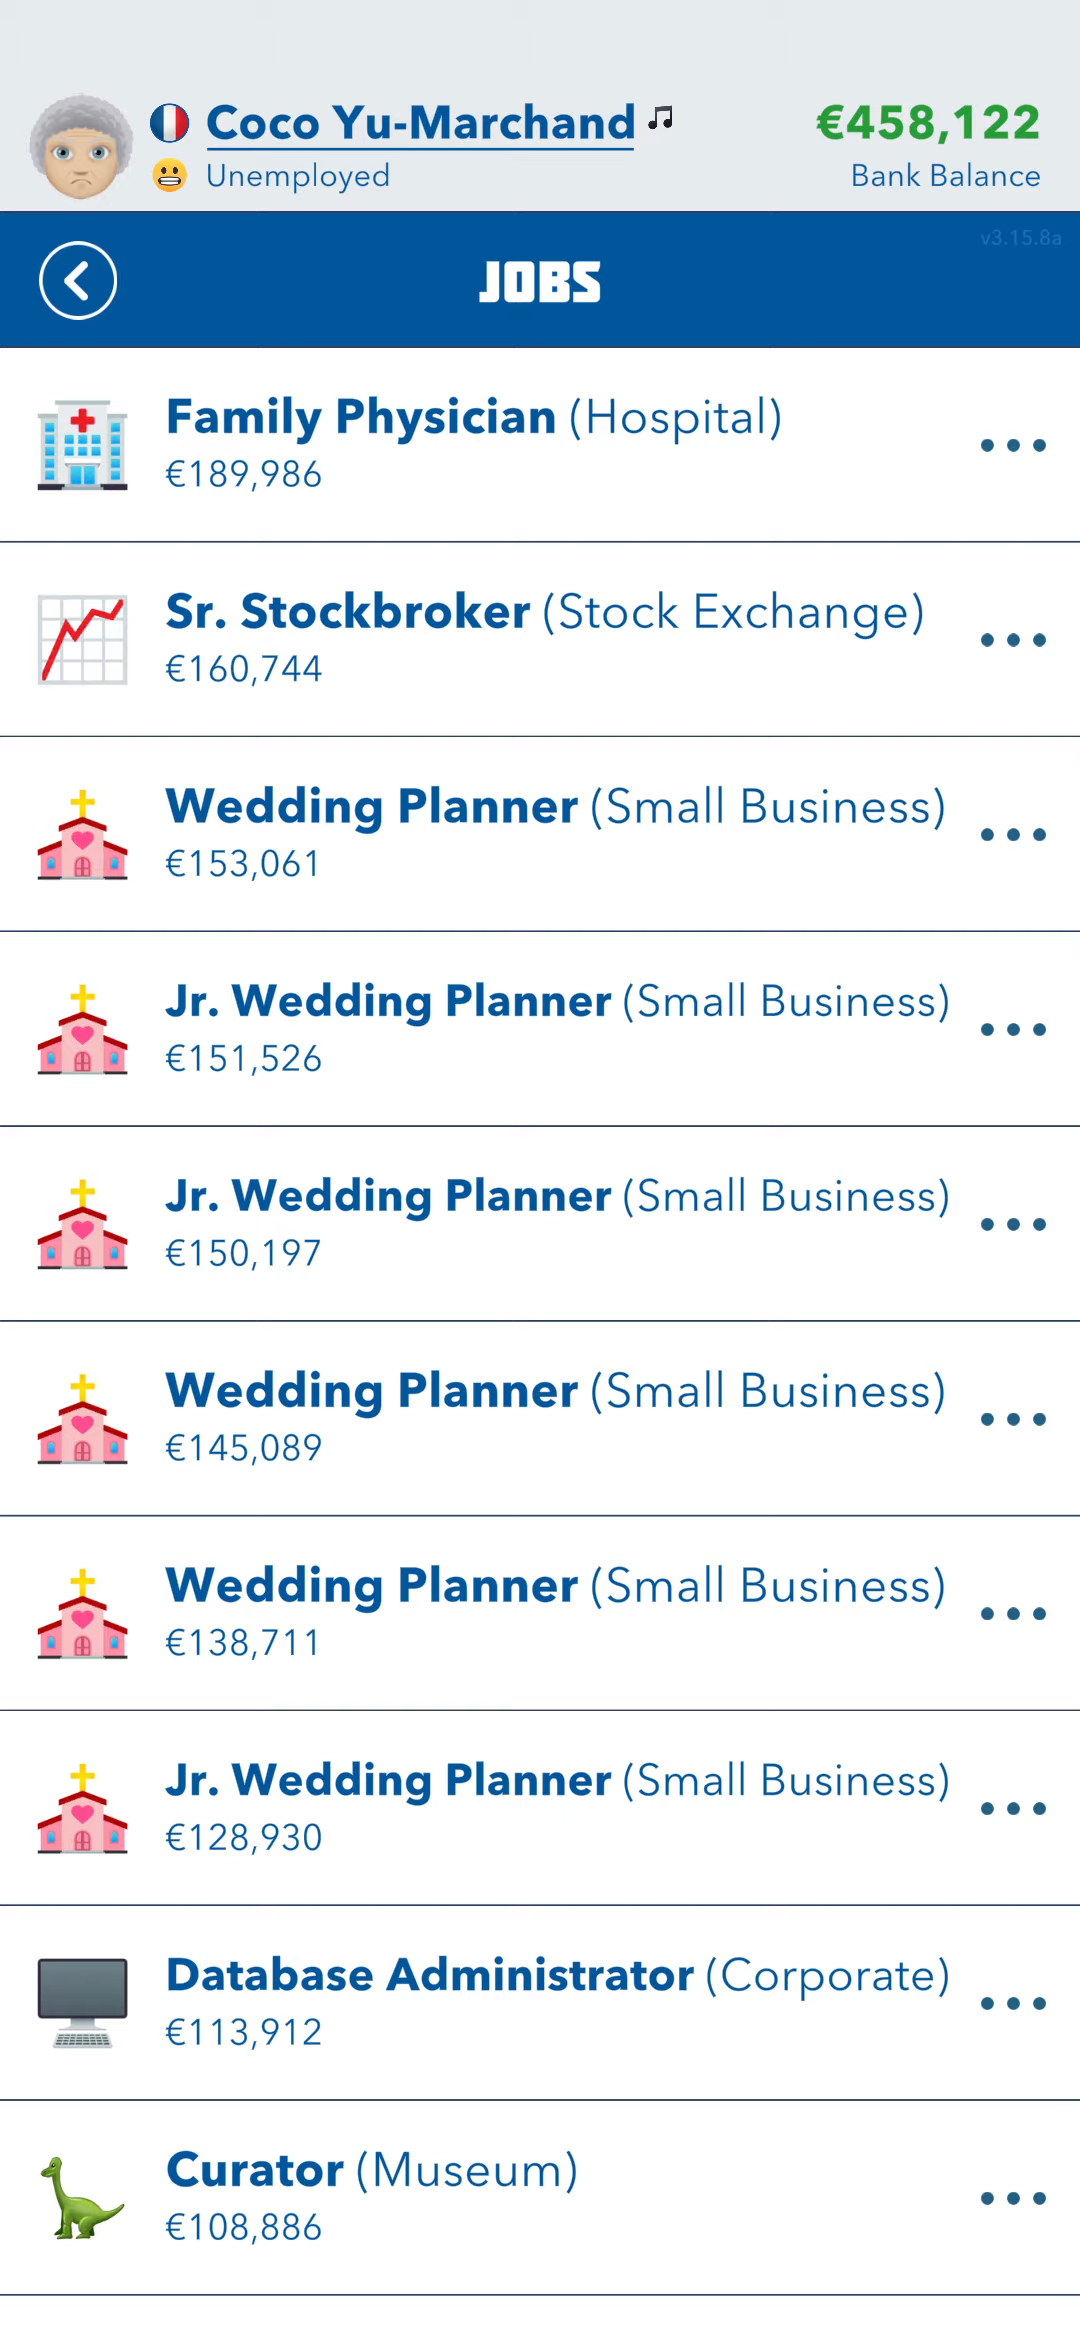 Coco Yu-Marchand
€458,122
Unemployed
Bank Balance
v3.15.8a
JOBS
Family Physician (Hospital)
€189,986
Sr. Stockbroker (Stock Exchange)
€160,744
Wedding Planner (Small Business)
€153,061
Jr. Wedding Planner (Small Business)
€151,526
Jr. Wedding Planner (Small Business)
€150,197
Wedding Planner (Small Business)
€145,089
Wedding Planner (Small Business)
€138,711
Jr. Wedding Planner (Small Business)
€128,930
Database Administrator (Corporate)
€113,912
Curator (Museum)
€108,886